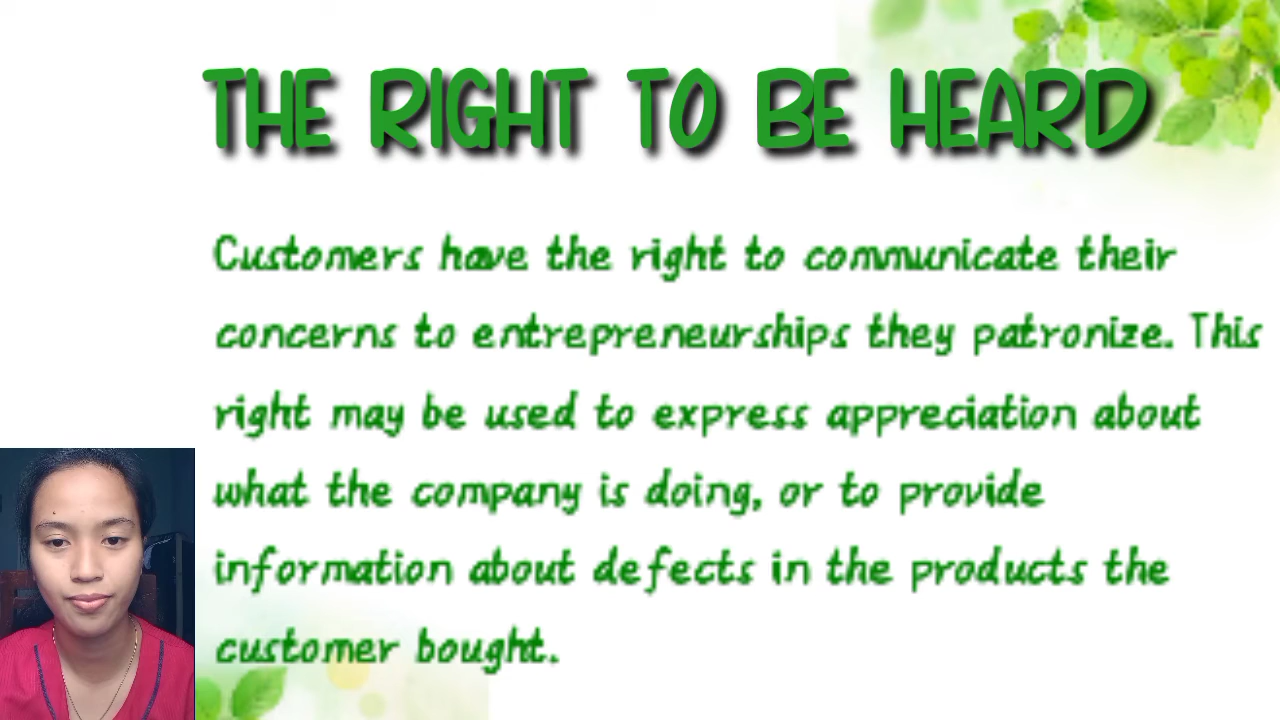 THE RIGHT TO BE HEARD
Customers have the right to communicate their
concerns to entrepreneurships they patronize. This
right may be used to express appreciation about
what the company is doing, or to provide
information about defects in the products the
customer bought.